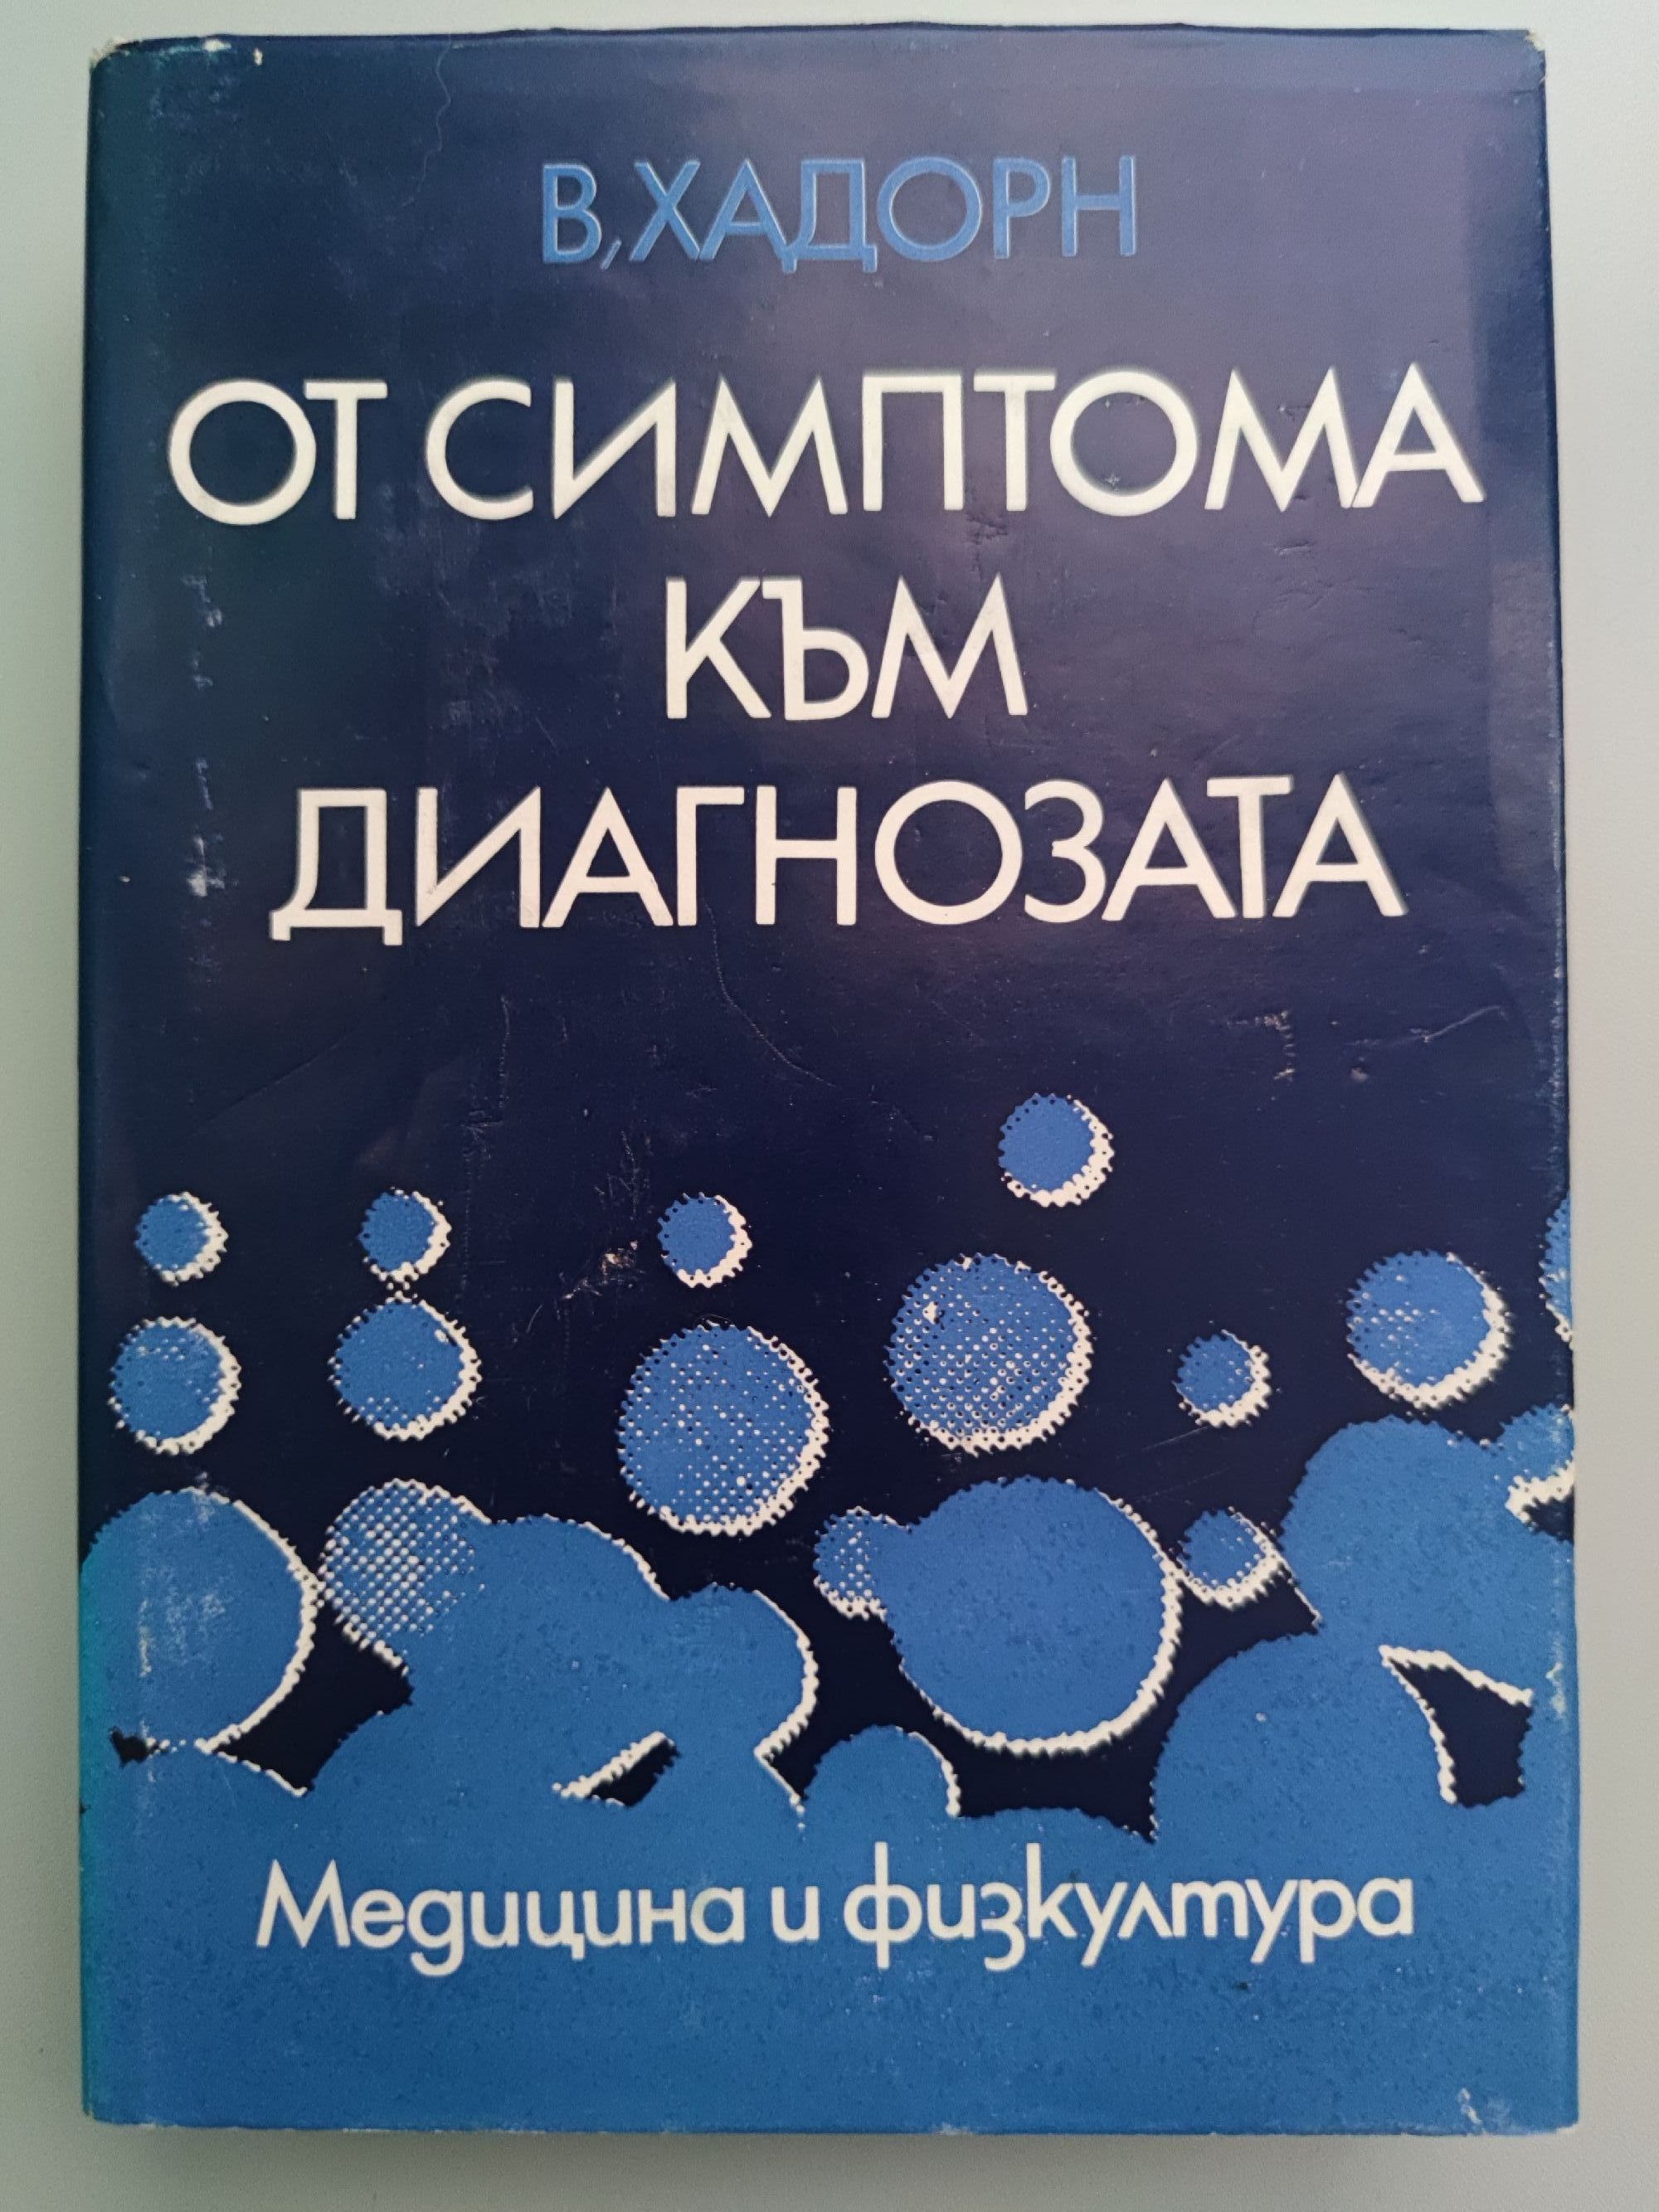 В,ХАДОРН
ОТ СИМПТОМА
КЪМ
ДИАГНОЗАТА
Медицина и физкултура